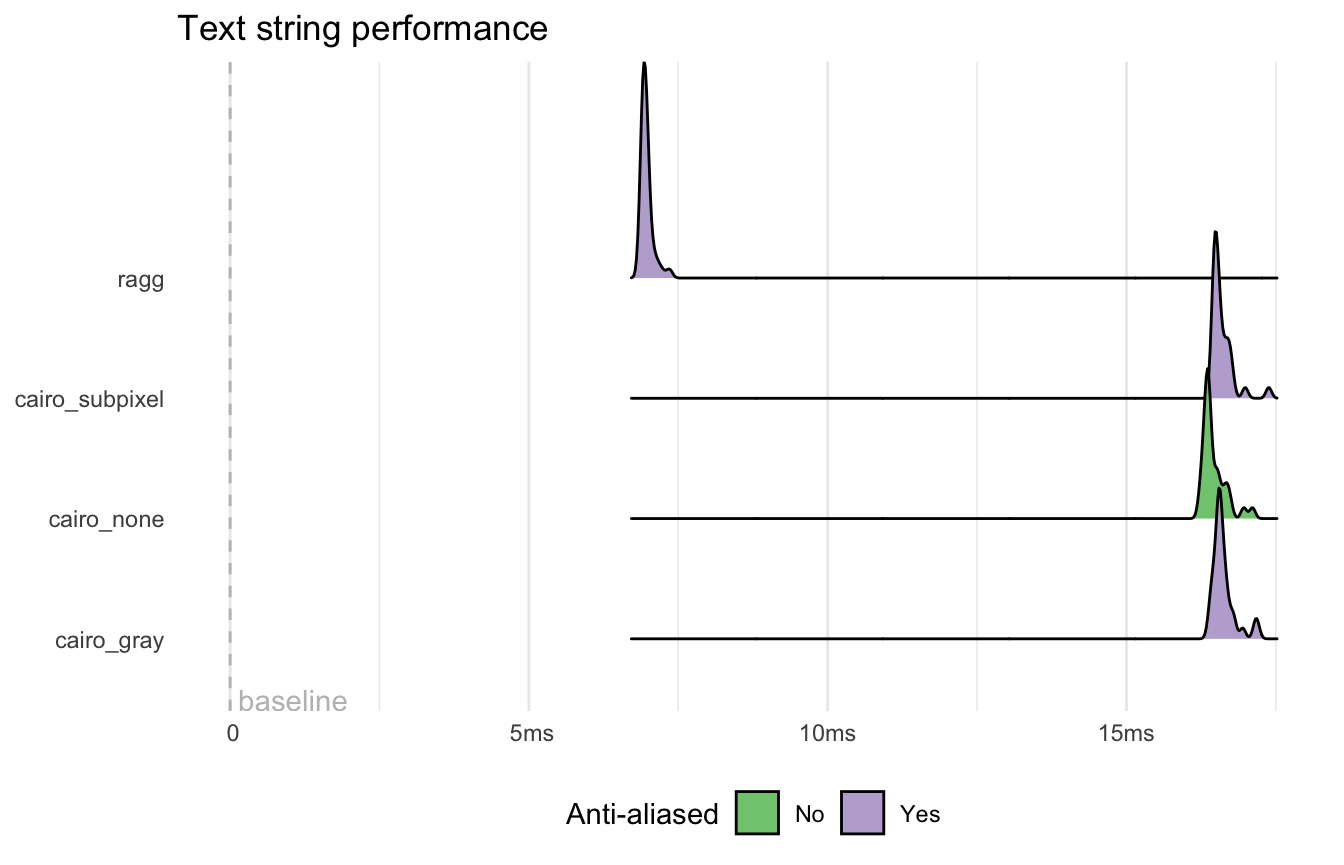 Text string performance
ragg
cairo_subpixel
cairo_none
cairo_gray
baseline
0 5ms 10ms 15ms
Anti-aliased No Yes